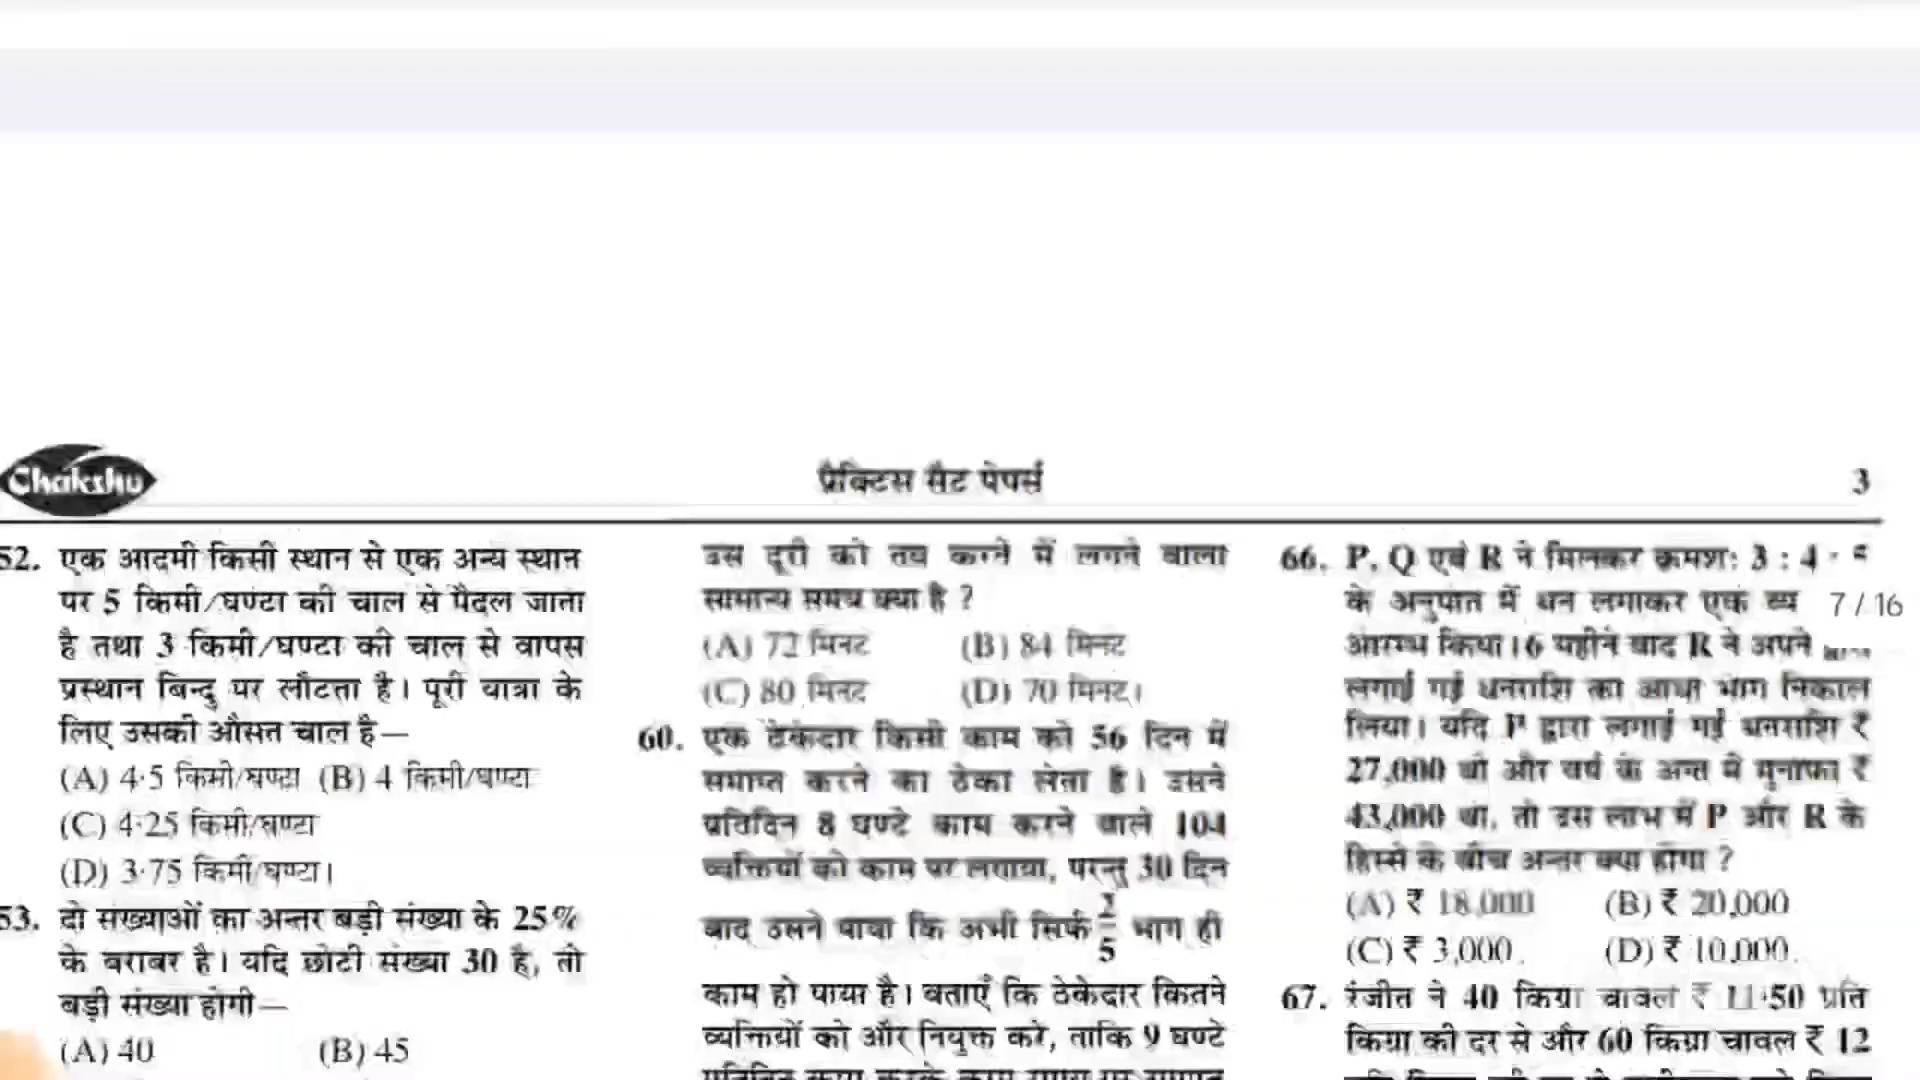 Chakshu
प्रैक्टिस सैट पेपर्स
3
52. एक आदमी किसी स्थान से एक अन्य स्थान
पर 5 किमी/घण्टा की चाल से पैदल जाता
है तथा 3 किमी/घण्टा की चाल से वापस
प्रस्थान बिन्दु पर लौटता है। पूरी यात्रा के
लिए उसकी औसत चाल है—
(A) 4·5 किमी/घण्टा (B) 4 किमी/घण्टा
(C) 4·25 किमी/घण्टा
(D) 3·75 किमी/घण्टा।
53. दो संख्याओं का अन्तर बड़ी संख्या के 25%
के बराबर है। यदि छोटी संख्या 30 है, तो
बड़ी संख्या होगी—
(A) 40 (B) 45
उस दूरी को तय करने में लगने वाला
सामान्य समय क्या है ?
(A) 72 मिनट (B) 84 मिनट
(C) 80 मिनट (D) 70 मिनट।
60. एक ठेकेदार किसी काम को 56 दिन में
समाप्त करने का ठेका लेता है। उसने
प्रतिदिन 8 घण्टे काम करने वाले 104
व्यक्तियों को काम पर लगाया, परन्तु 30 दिन
बाद उसने पाया कि अभी सिर्फ 2/5 भाग ही
काम हो पाया है। बताएँ कि ठेकेदार कितने
व्यक्तियों को और नियुक्त करे, ताकि 9 घण्टे
66. P, Q एवं R ने मिलकर क्रमशः 3 : 4 : 5
के अनुपात में धन लगाकर एक व्य
7 / 16
आरम्भ किया। 6 महीने बाद R ने अपने
लगाई गई धनराशि का आधा भाग निकाल
लिया। यदि P द्वारा लगाई गई धनराशि ₹
27,000 थी और वर्ष के अन्त में मुनाफा ₹
43,000 था, तो उस लाभ में P और R के
हिस्से के बीच अन्तर क्या होगा ?
(A) ₹ 18,000 (B) ₹ 20,000
(C) ₹ 3,000. (D) ₹ 10,000.
67. रंजीत ने 40 किग्रा चावल ₹ 11·50 प्रति
किग्रा की दर से और 60 किग्रा चावल ₹ 12